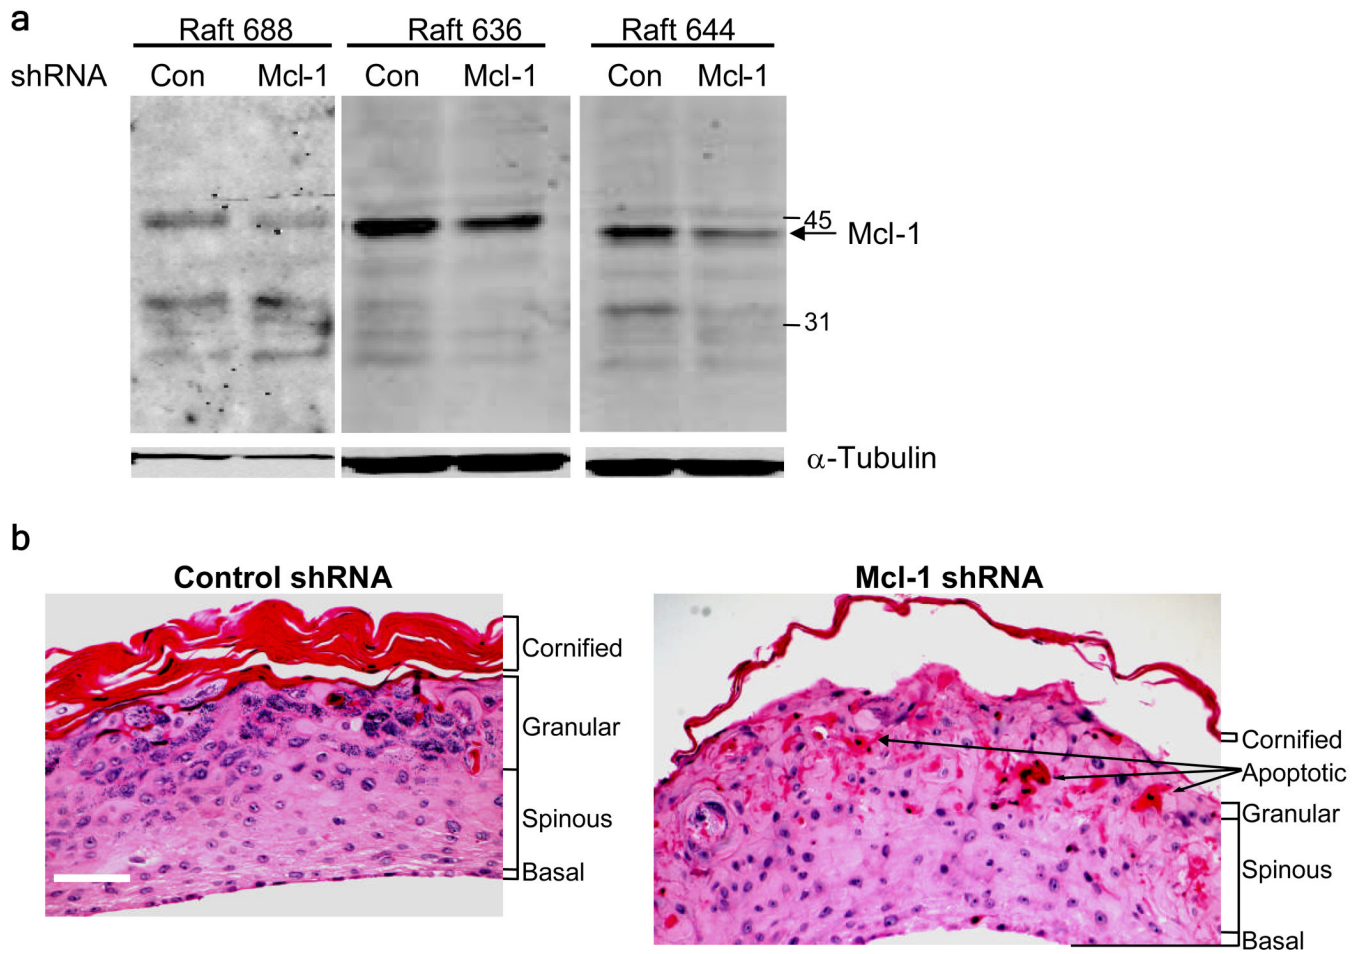 a
Raft 688 Raft 636 Raft 644
shRNA Con Mcl-1 Con Mcl-1 Con Mcl-1
45
Mcl-1
31
α-Tubulin
b
Control shRNA
Cornified
Granular
Spinous
Basal
Mcl-1 shRNA
Cornified
Apoptotic
Granular
Spinous
Basal